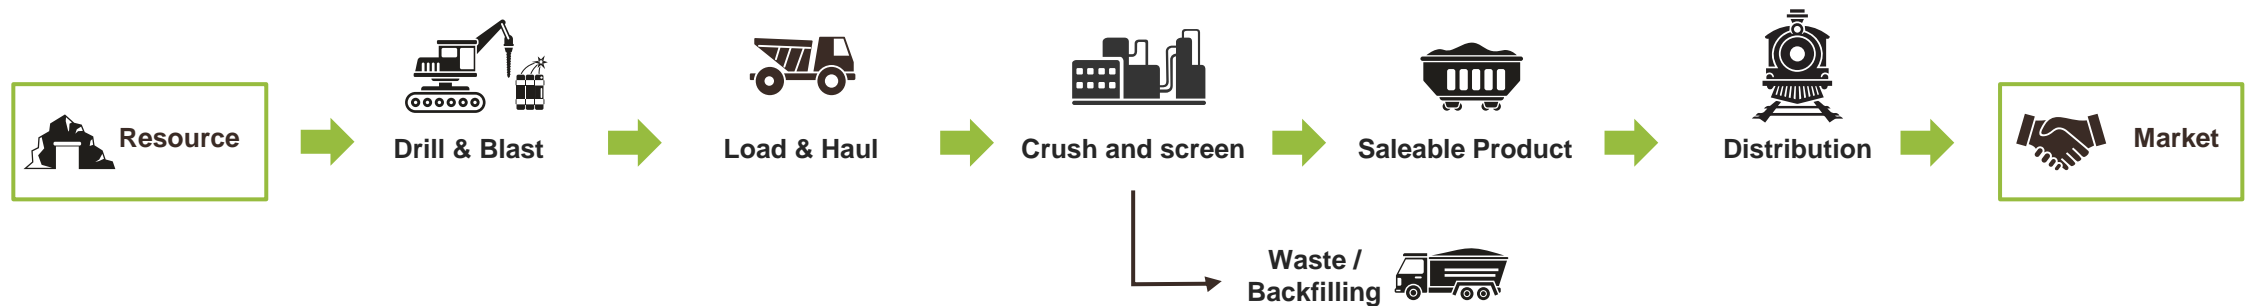 Resource
Drill & Blast
Load & Haul
Crush and screen
Saleable Product
Distribution
Market
Waste /
Backfilling